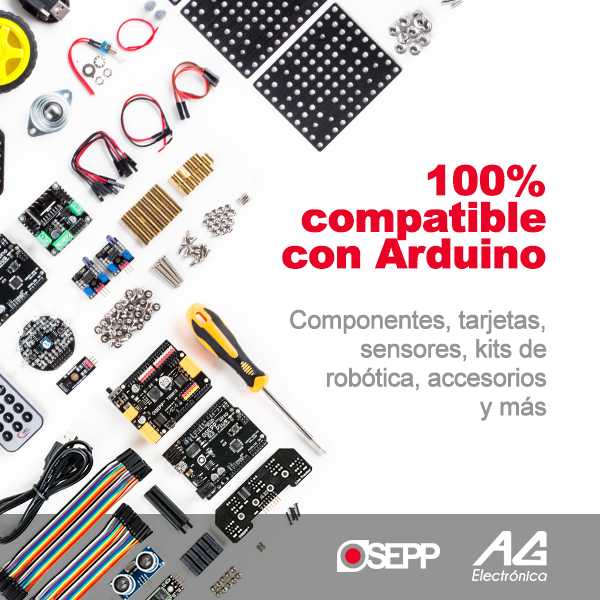 100%
compatible
con Arduino
Componentes, tarjetas,
sensores, kits de
robótica, accesorios
y más
OSEPP
AG
Electrónica